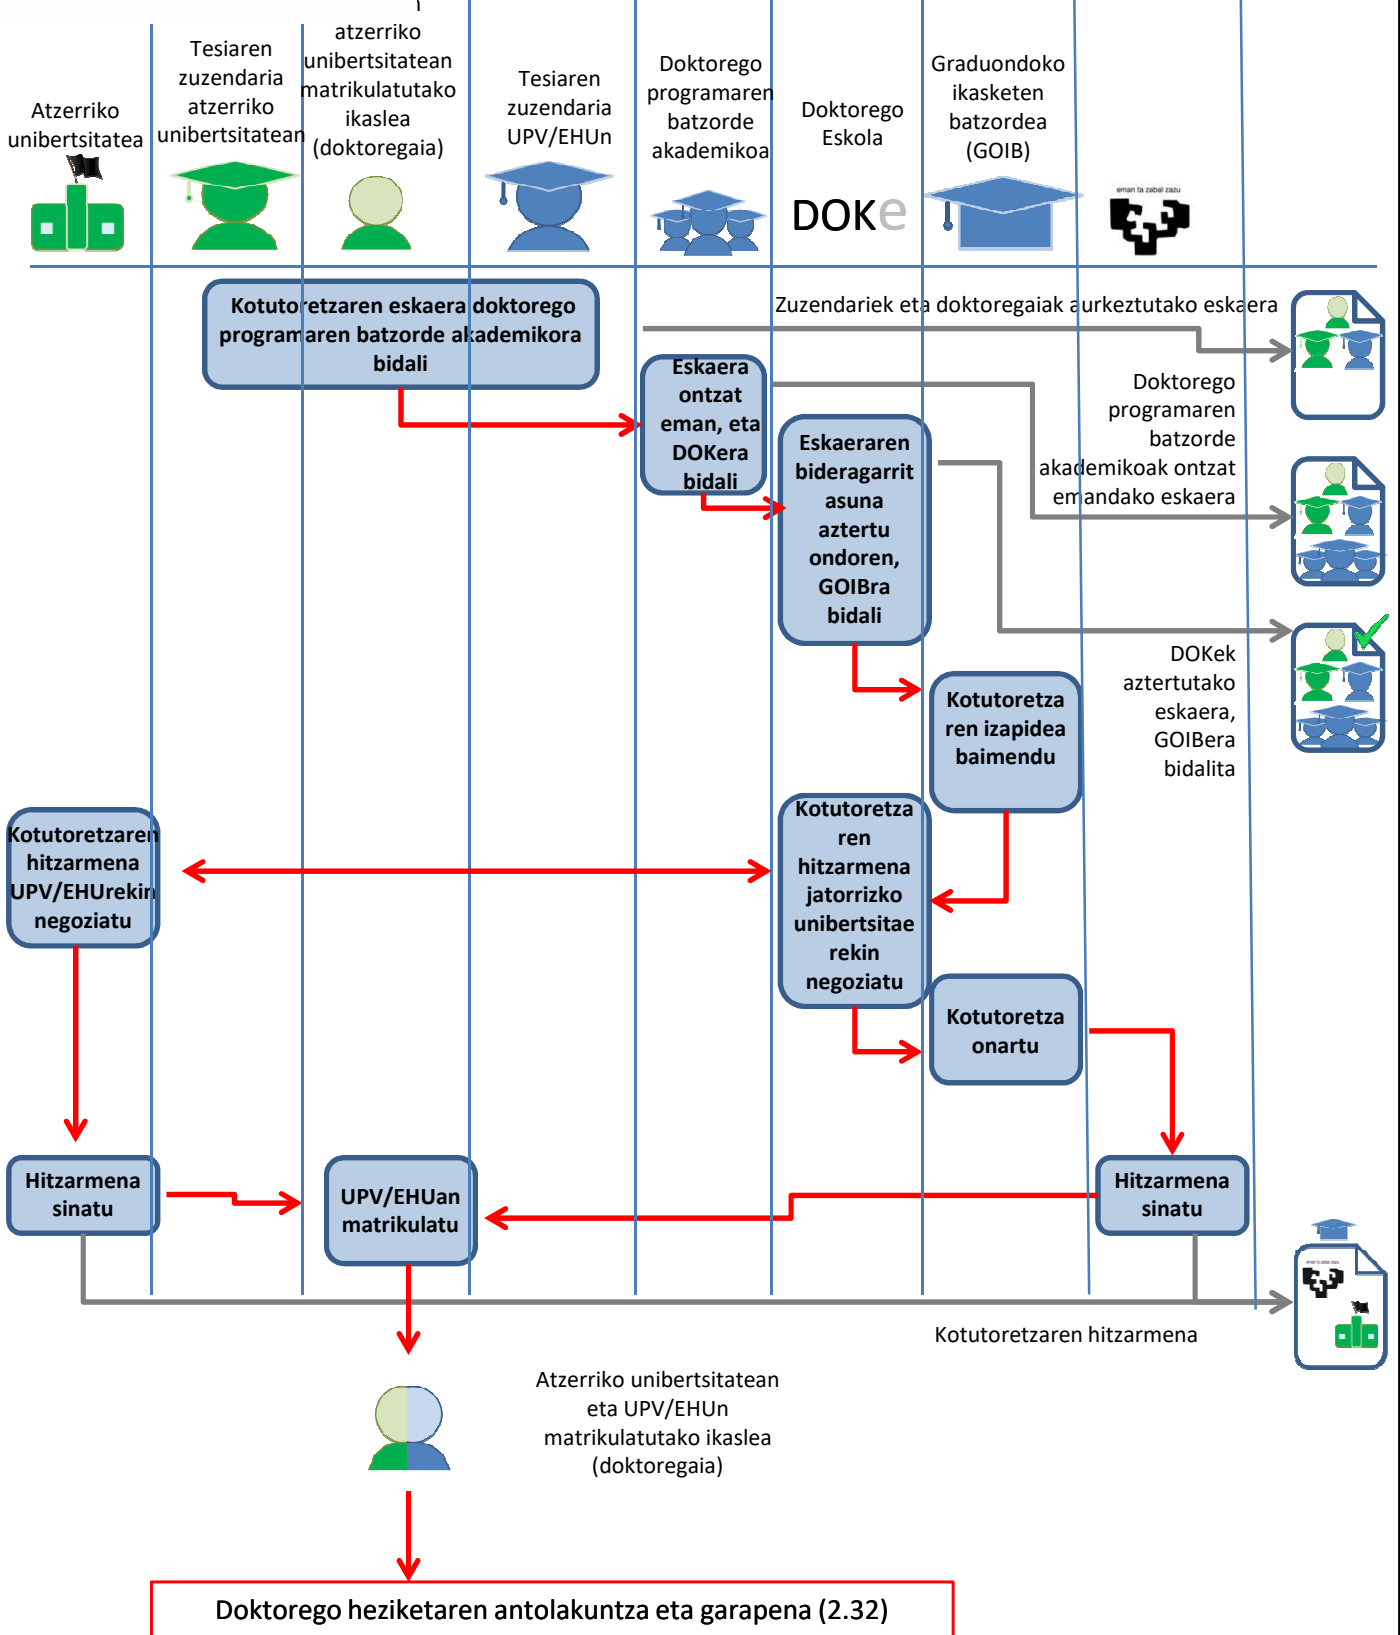 Atzerriko
unibertsitatea
Tesiaren
zuzendaria
atzerriko
unibertsitatean
atzerriko
unibertsitatean
matrikulatutako
ikaslea
(doktoregaia)
Tesiaren
zuzendaria
UPV/EHUn
Doktorego
programaren
batzorde
akademikoa
Doktorego
Eskola
DOKe
Graduondoko
ikasketen
batzordea
(GOIB)
eman ta zabal zazu
Kotutoretzaren eskaera doktorego
programaren batzorde akademikora
bidali
Zuzendariek eta doktoregaiak aurkeztutako eskaera
Eskaera
ontzat
eman, eta
DOKera
bidali
Doktorego
programaren
batzorde
akademikoak ontzat
emandako eskaera
Eskaeraren
bideragarrit
asuna
aztertu
ondoren,
GOIBra
bidali
DOKek
aztertutako
eskaera,
GOIBera
bidalita
Kotutoretza
ren izapidea
baimendu
Kotutoretzaren
hitzarmena
UPV/EHUrekin
negoziatu
Kotutoretza
ren
hitzarmena
jatorrizko
unibertsitae
rekin
negoziatu
Kotutoretza
onartu
Hitzarmena
sinatu
UPV/EHUan
matrikulatu
Hitzarmena
sinatu
Kotutoretzaren hitzarmena
Atzerriko unibertsitatean
eta UPV/EHUn
matrikulatutako ikaslea
(doktoregaia)
Doktorego heziketaren antolakuntza eta garapena (2.32)